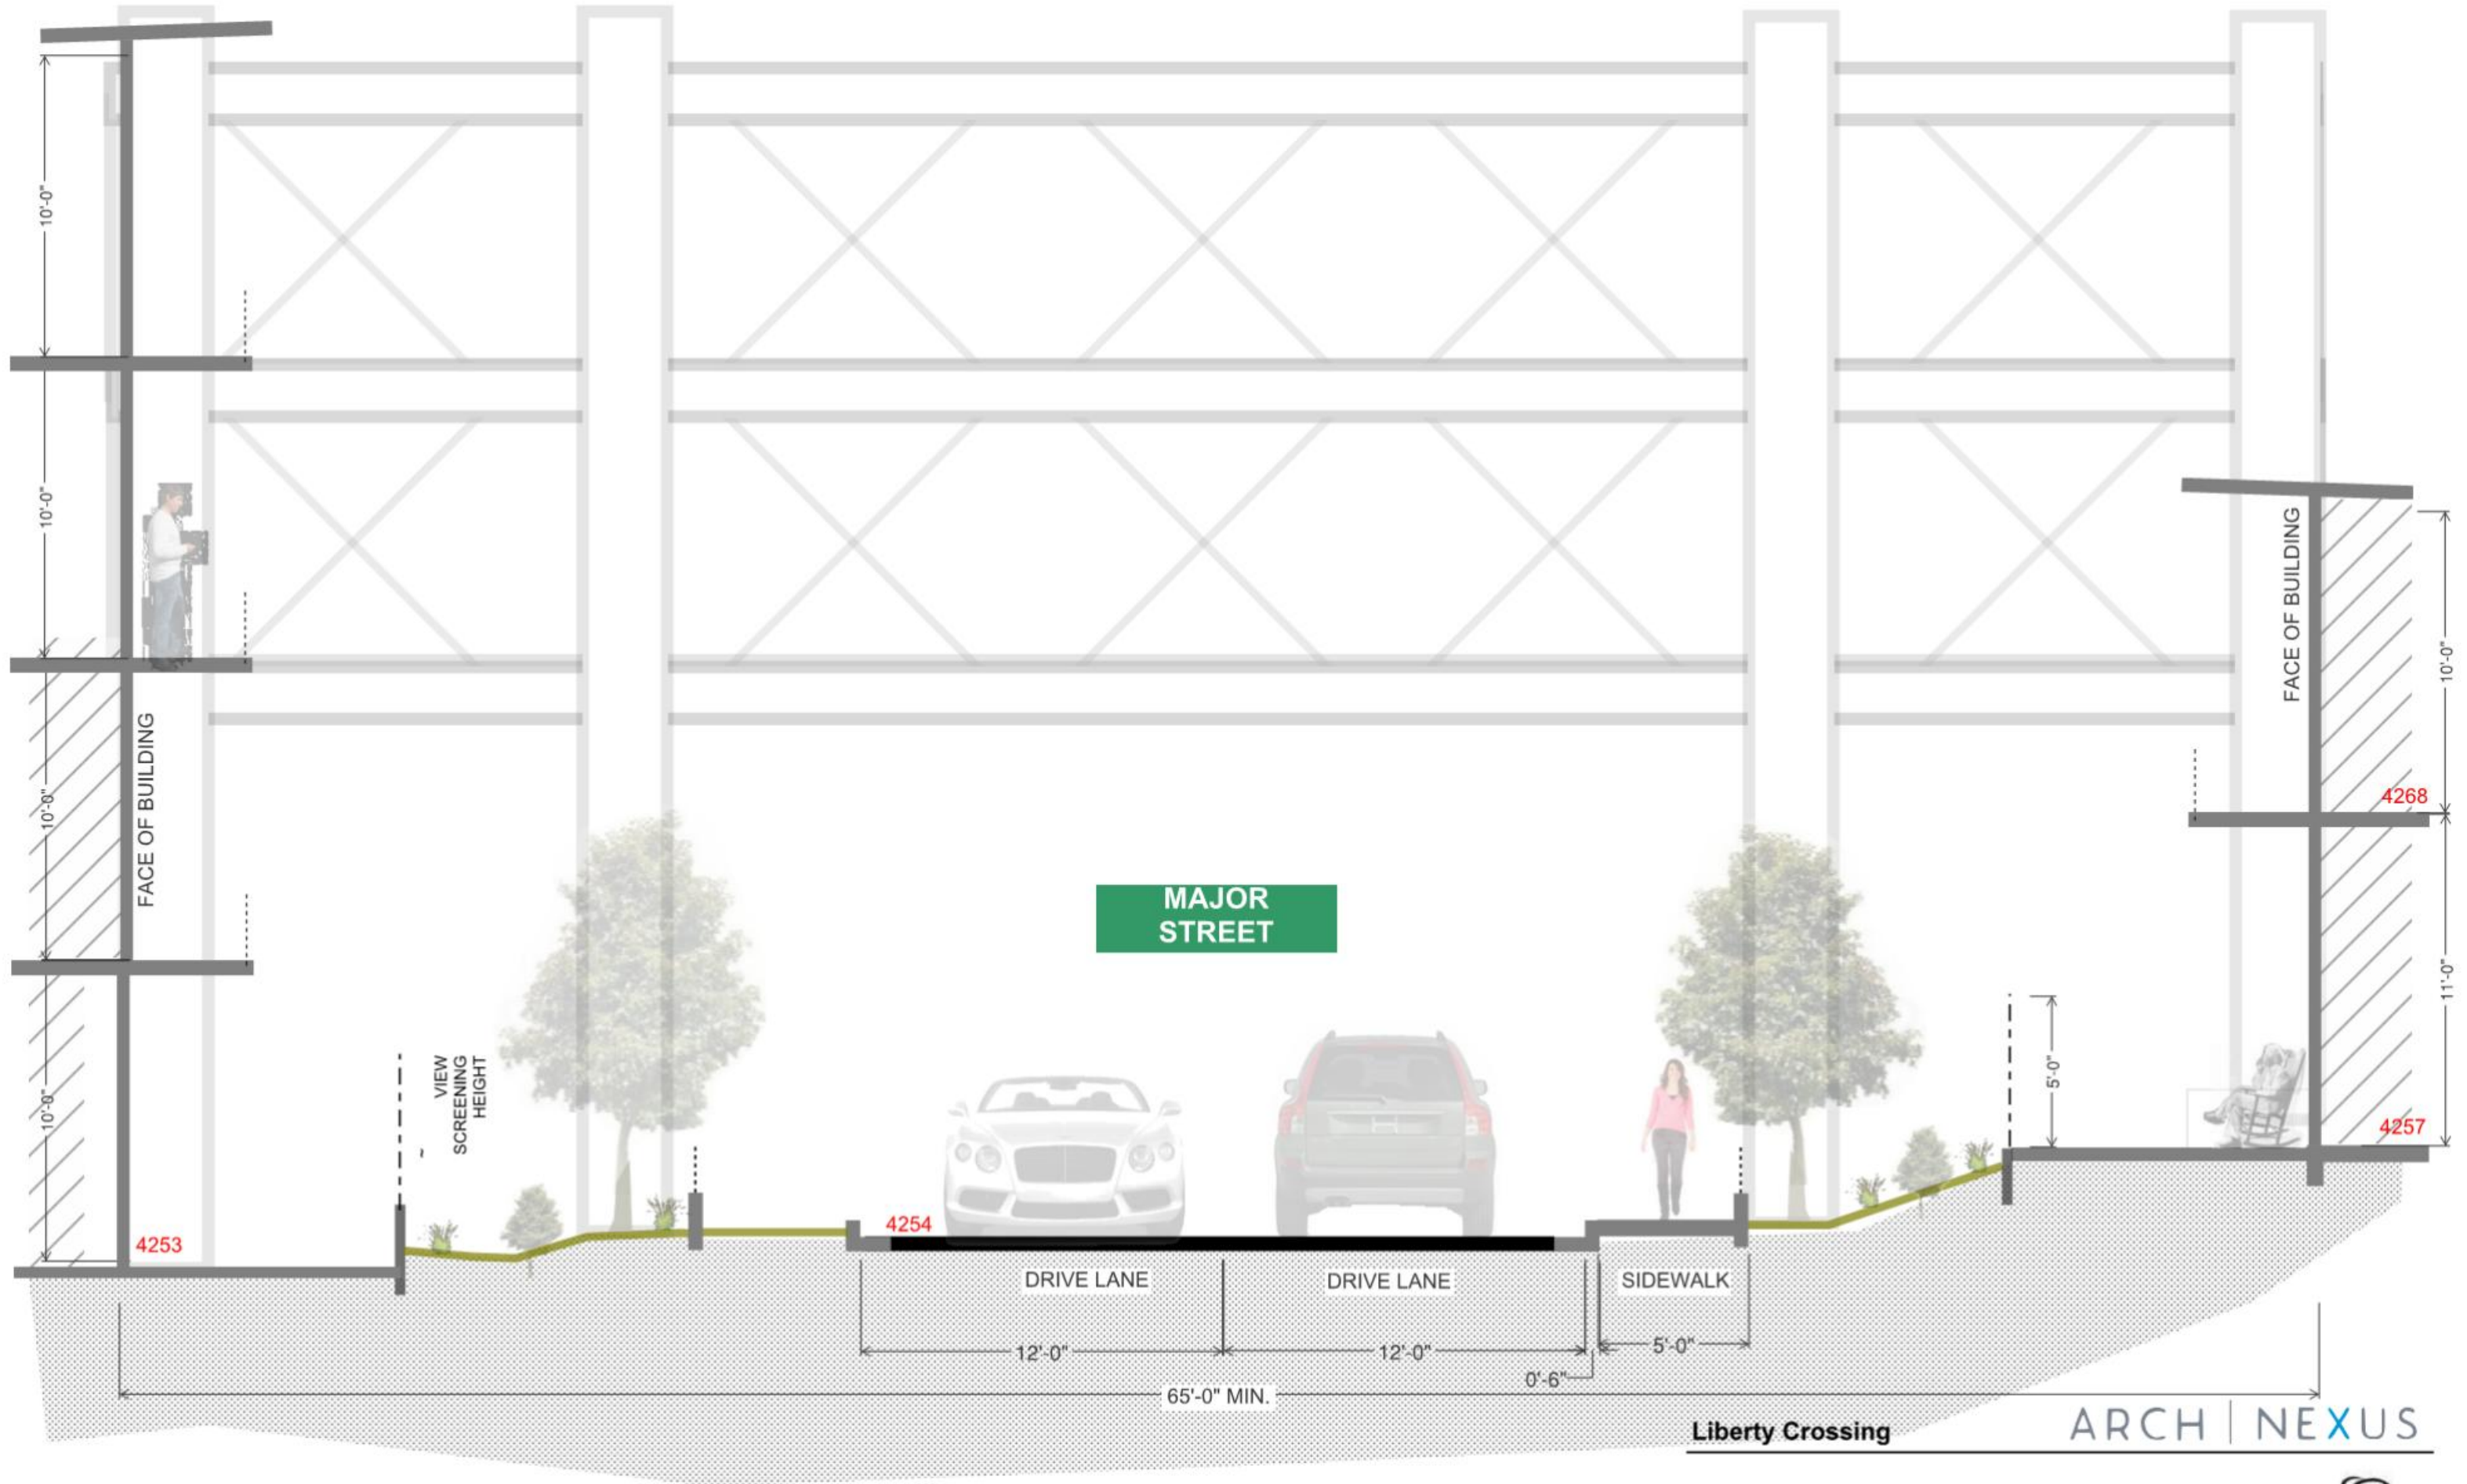 10'-0"
10'-0"
10'-0"
10'-0"
FACE OF BUILDING
4253
VIEW
SCREENING
HEIGHT
~
MAJOR
STREET
4254
DRIVE LANE
DRIVE LANE
SIDEWALK
12'-0"
12'-0"
0'-6"
5'-0"
65'-0" MIN.
FACE OF BUILDING
10'-0"
4268
11'-0"
5'-0"
4257
Liberty Crossing
ARCH | NEXUS